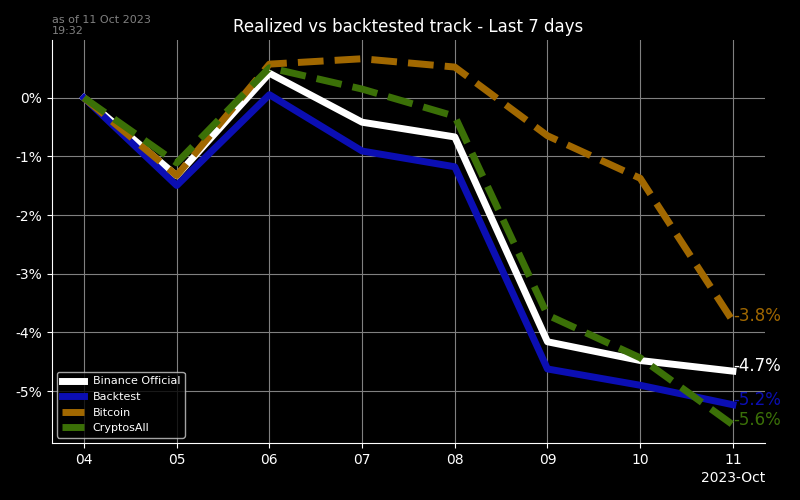 as of 11 Oct 2023
19:32
Realized vs backtested track - Last 7 days
0%
-1%
-2%
-3%
-4%
-5%
-3.8%
-4.7%
-5.2%
-5.6%
Binance Official
Backtest
Bitcoin
CryptosAll
04 05 06 07 08 09 10 11
2023-Oct